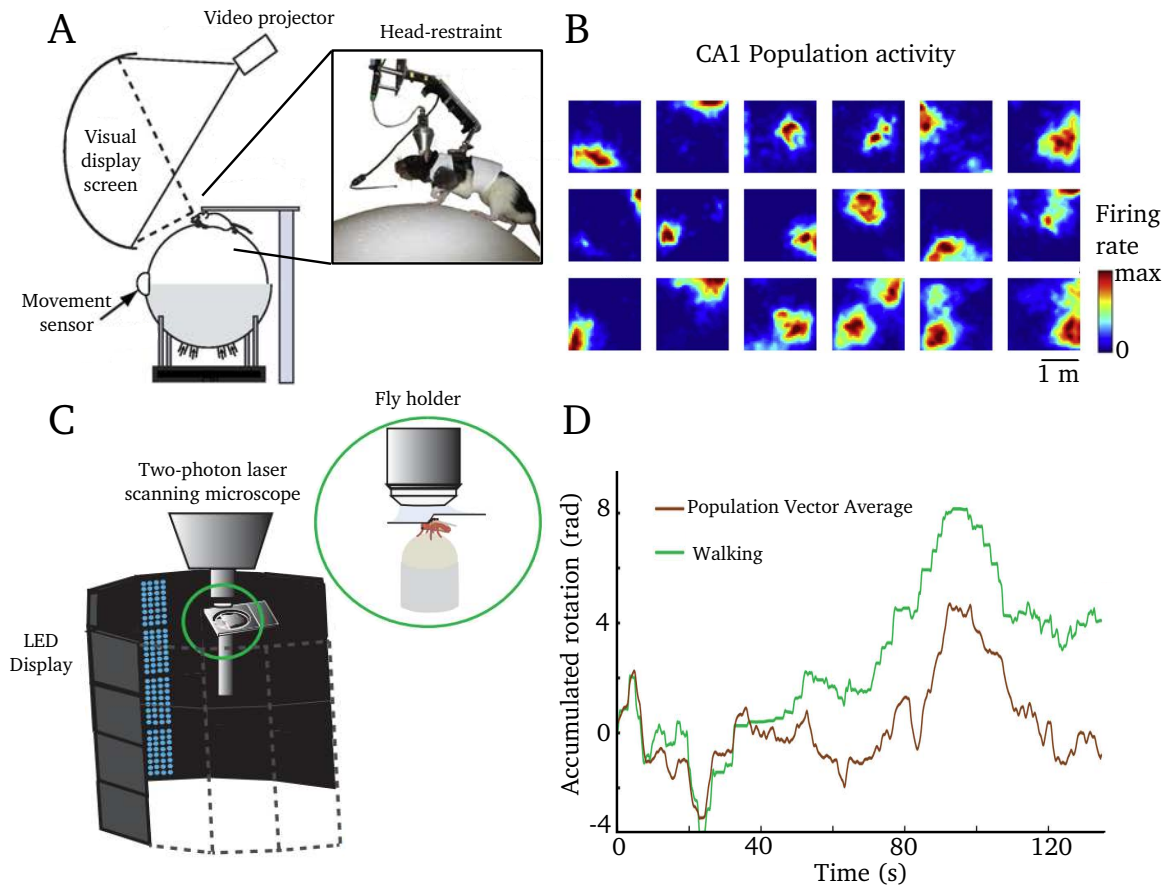 A
Video projector
Head-restraint
Visual
display
screen
Movement
sensor
B
CA1 Population activity
Firing
rate
max
0
1 m
C
Fly holder
Two-photon laser
scanning microscope
LED
Display
D
Accumulated rotation (rad)
8
4
0
-4
Population Vector Average
Walking
0
40
80
120
Time (s)